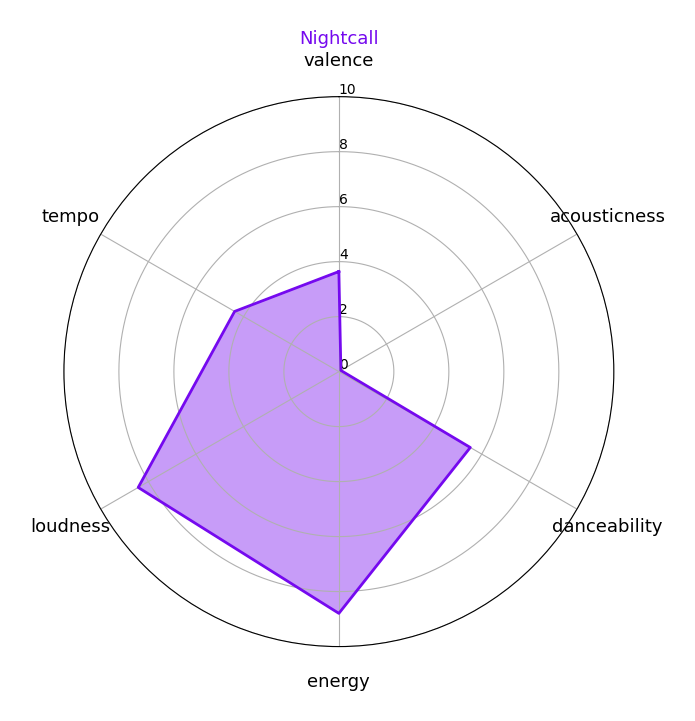 Nightcall
valence
10
8
6
4
2
0
tempo
acousticness
loudness
danceability
energy